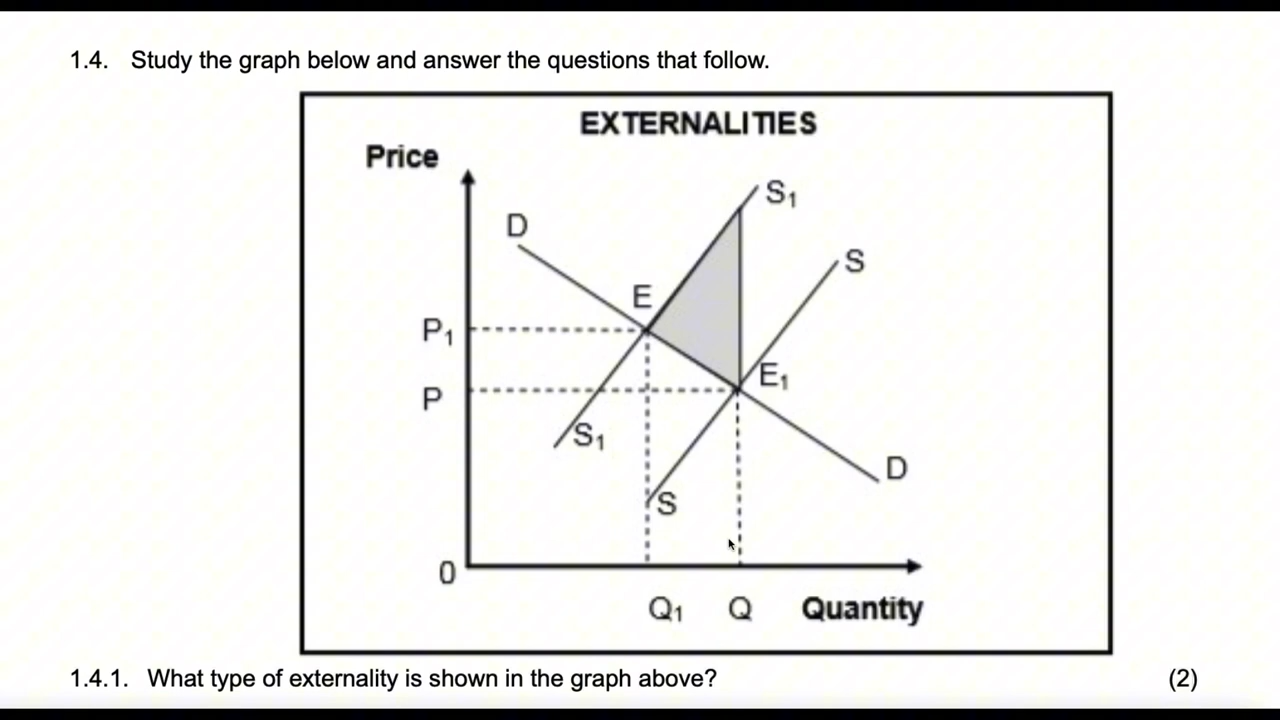 1.4. Study the graph below and answer the questions that follow.
EXTERNALITIES
Price
S₁
D
S
E
P₁
E₁
P
S₁
D
S
0
Q₁ Q Quantity
1.4.1. What type of externality is shown in the graph above? (2)